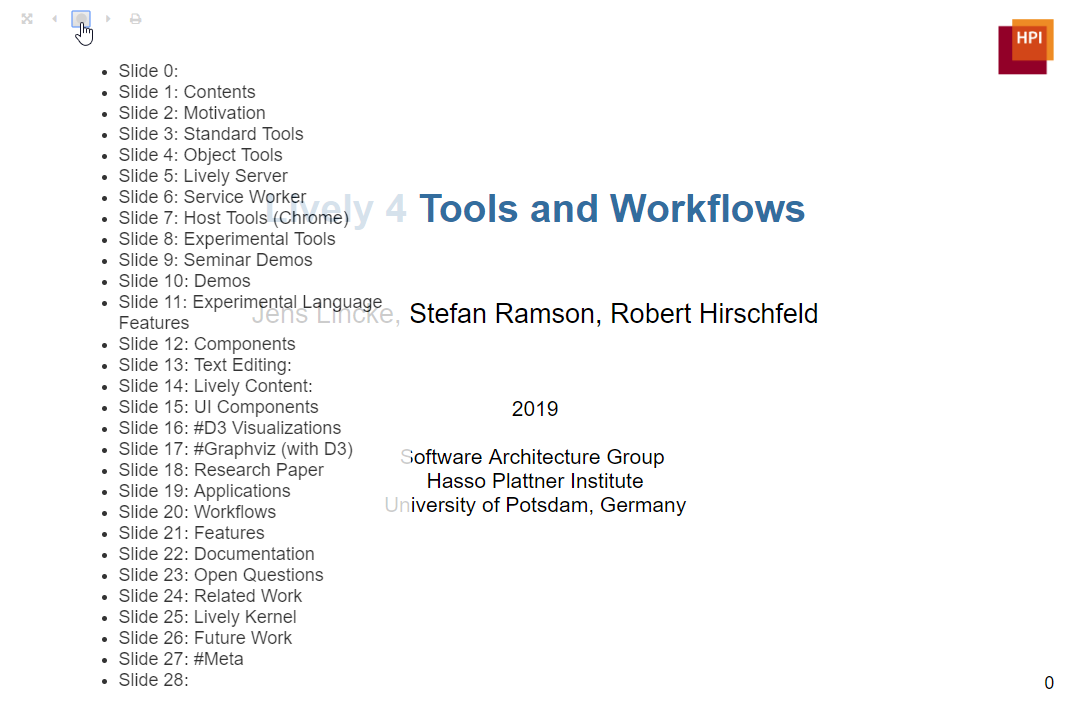 HPI
Slide 0:
Slide 1: Contents
Slide 2: Motivation
Slide 3: Standard Tools
Slide 4: Object Tools
Slide 5: Lively Server
Slide 6: Service Worker
Slide 7: Host Tools (Chrome)
Slide 8: Experimental Tools
Slide 9: Seminar Demos
Slide 10: Demos
Slide 11: Experimental Language
Features
Slide 12: Components
Slide 13: Text Editing:
Slide 14: Lively Content:
Slide 15: UI Components
Slide 16: #D3 Visualizations
Slide 17: #Graphviz (with D3)
Slide 18: Research Paper
Slide 19: Applications
Slide 20: Workflows
Slide 21: Features
Slide 22: Documentation
Slide 23: Open Questions
Slide 24: Related Work
Slide 25: Lively Kernel
Slide 26: Future Work
Slide 27: #Meta
Slide 28:
Lively 4 Tools and Workflows
Jens Lincke, Stefan Ramson, Robert Hirschfeld
2019
Software Architecture Group
Hasso Plattner Institute
University of Potsdam, Germany
0